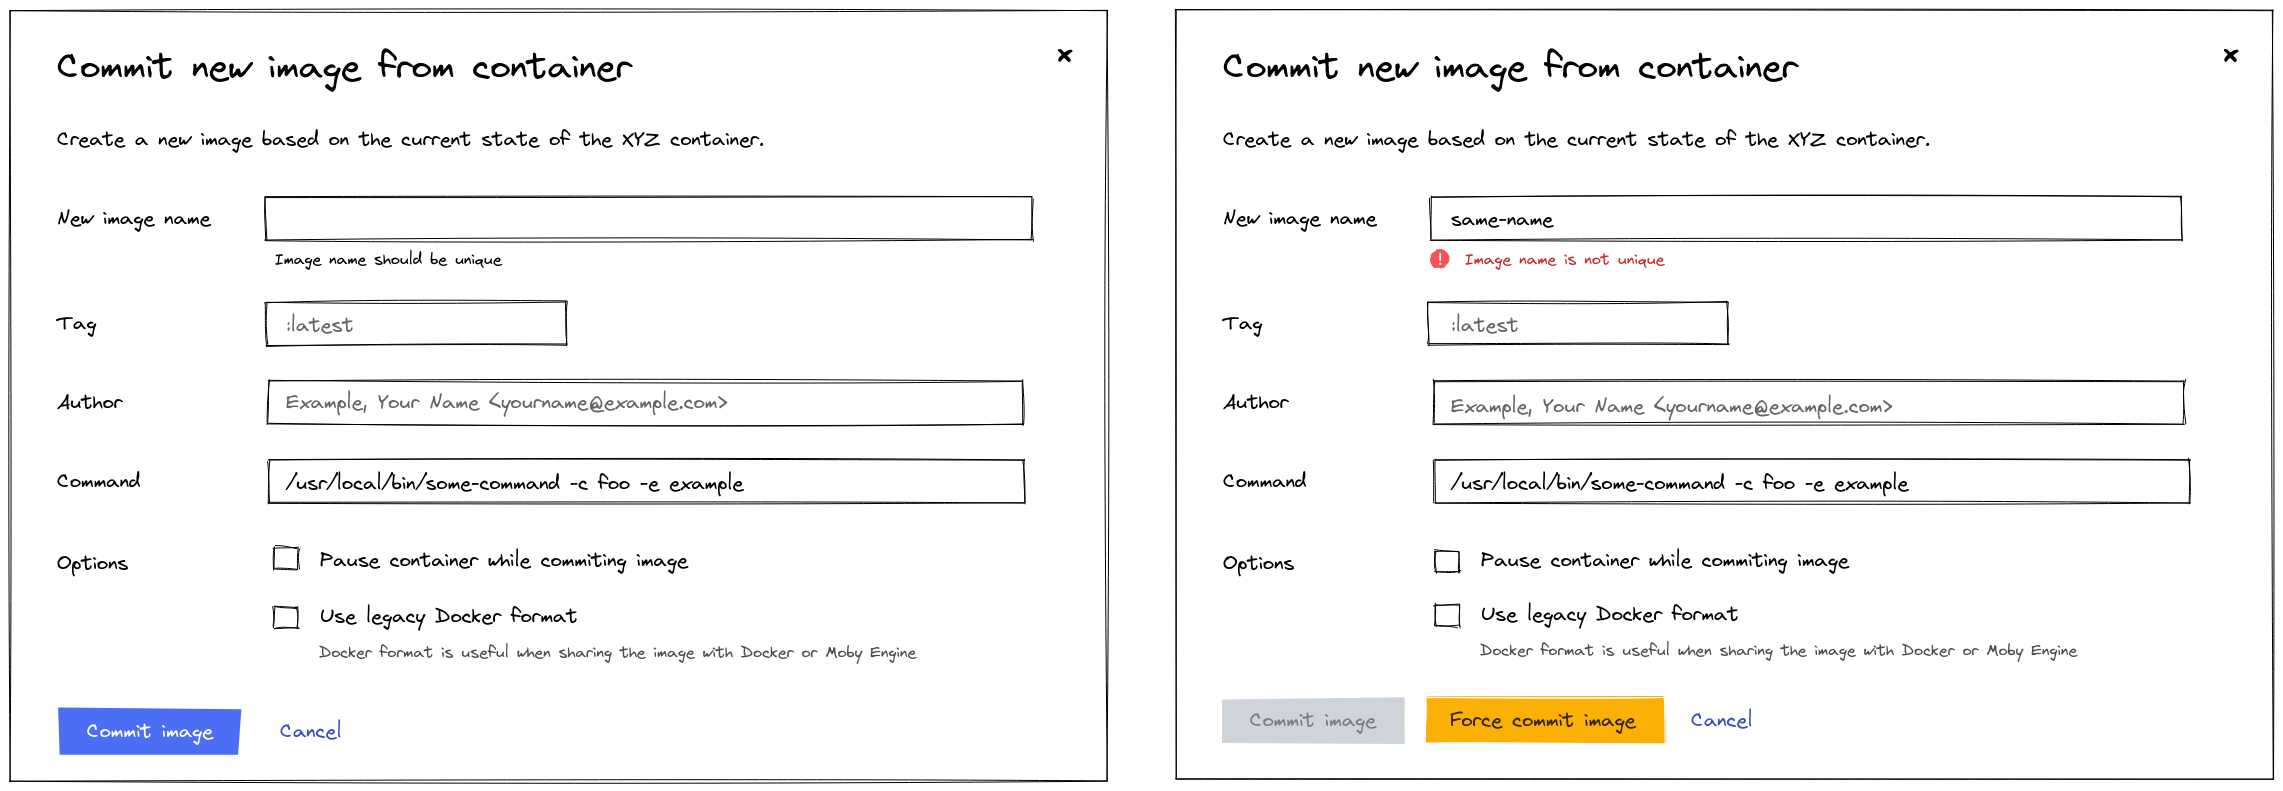 Commit new image from container
×
Create a new image based on the current state of the XYZ container.
New image name
Image name should be unique
Tag
:latest
Author
Example, Your Name <yourname@example.com>
Command
/usr/local/bin/some-command -c foo -e example
Options
Pause container while commiting image
Use legacy Docker format
Docker format is useful when sharing the image with Docker or Moby Engine
Commit image
Cancel
Commit new image from container
×
Create a new image based on the current state of the XYZ container.
New image name
same-name
! Image name is not unique
Tag
:latest
Author
Example, Your Name <yourname@example.com>
Command
/usr/local/bin/some-command -c foo -e example
Options
Pause container while commiting image
Use legacy Docker format
Docker format is useful when sharing the image with Docker or Moby Engine
Commit image
Force commit image
Cancel